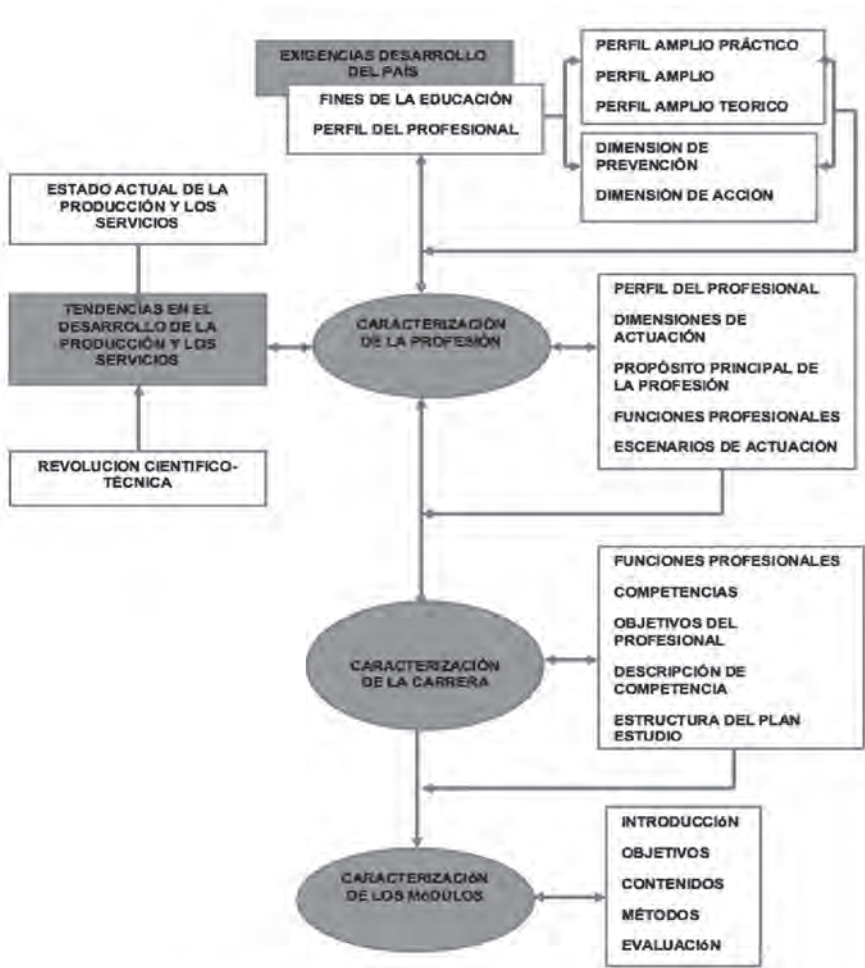 EXIGENCIAS DESARROLLO
DEL PAÍS
FINES DE LA EDUCACIÓN
PERFIL DEL PROFESIONAL
PERFIL AMPLIO PRÁCTICO
PERFIL AMPLIO
PERFIL AMPLIO TEORICO
DIMENSION DE
PREVENCIÓN
DIMENSIÓN DE ACCIÓN
ESTADO ACTUAL DE LA
PRODUCCIÓN Y LOS
SERVICIOS
TENDENCIAS EN EL
DESARROLLO DE LA
PRODUCCIÓN Y LOS
SERVICIOS
REVOLUCION CIENTIFICO-
TÉCNICA
CARACTERIZACIÓN
DE LA PROFESIÓN
PERFIL DEL PROFESIONAL
DIMENSIONES DE
ACTUACIÓN
PROPÓSITO PRINCIPAL DE
LA PROFESIÓN
FUNCIONES PROFESIONALES
ESCENARIOS DE ACTUACIÓN
CARACTERIZACIÓN
DE LA CARRERA
FUNCIONES PROFESIONALES
COMPETENCIAS
OBJETIVOS DEL
PROFESIONAL
DESCRIPCIÓN DE
COMPETENCIA
ESTRUCTURA DEL PLAN
ESTUDIO
CARACTERIZACIóN
DE LOS MóDULOS
INTRODUCCIóN
OBJETIVOS
CONTENIDOS
MÉTODOS
EVALUACIóN